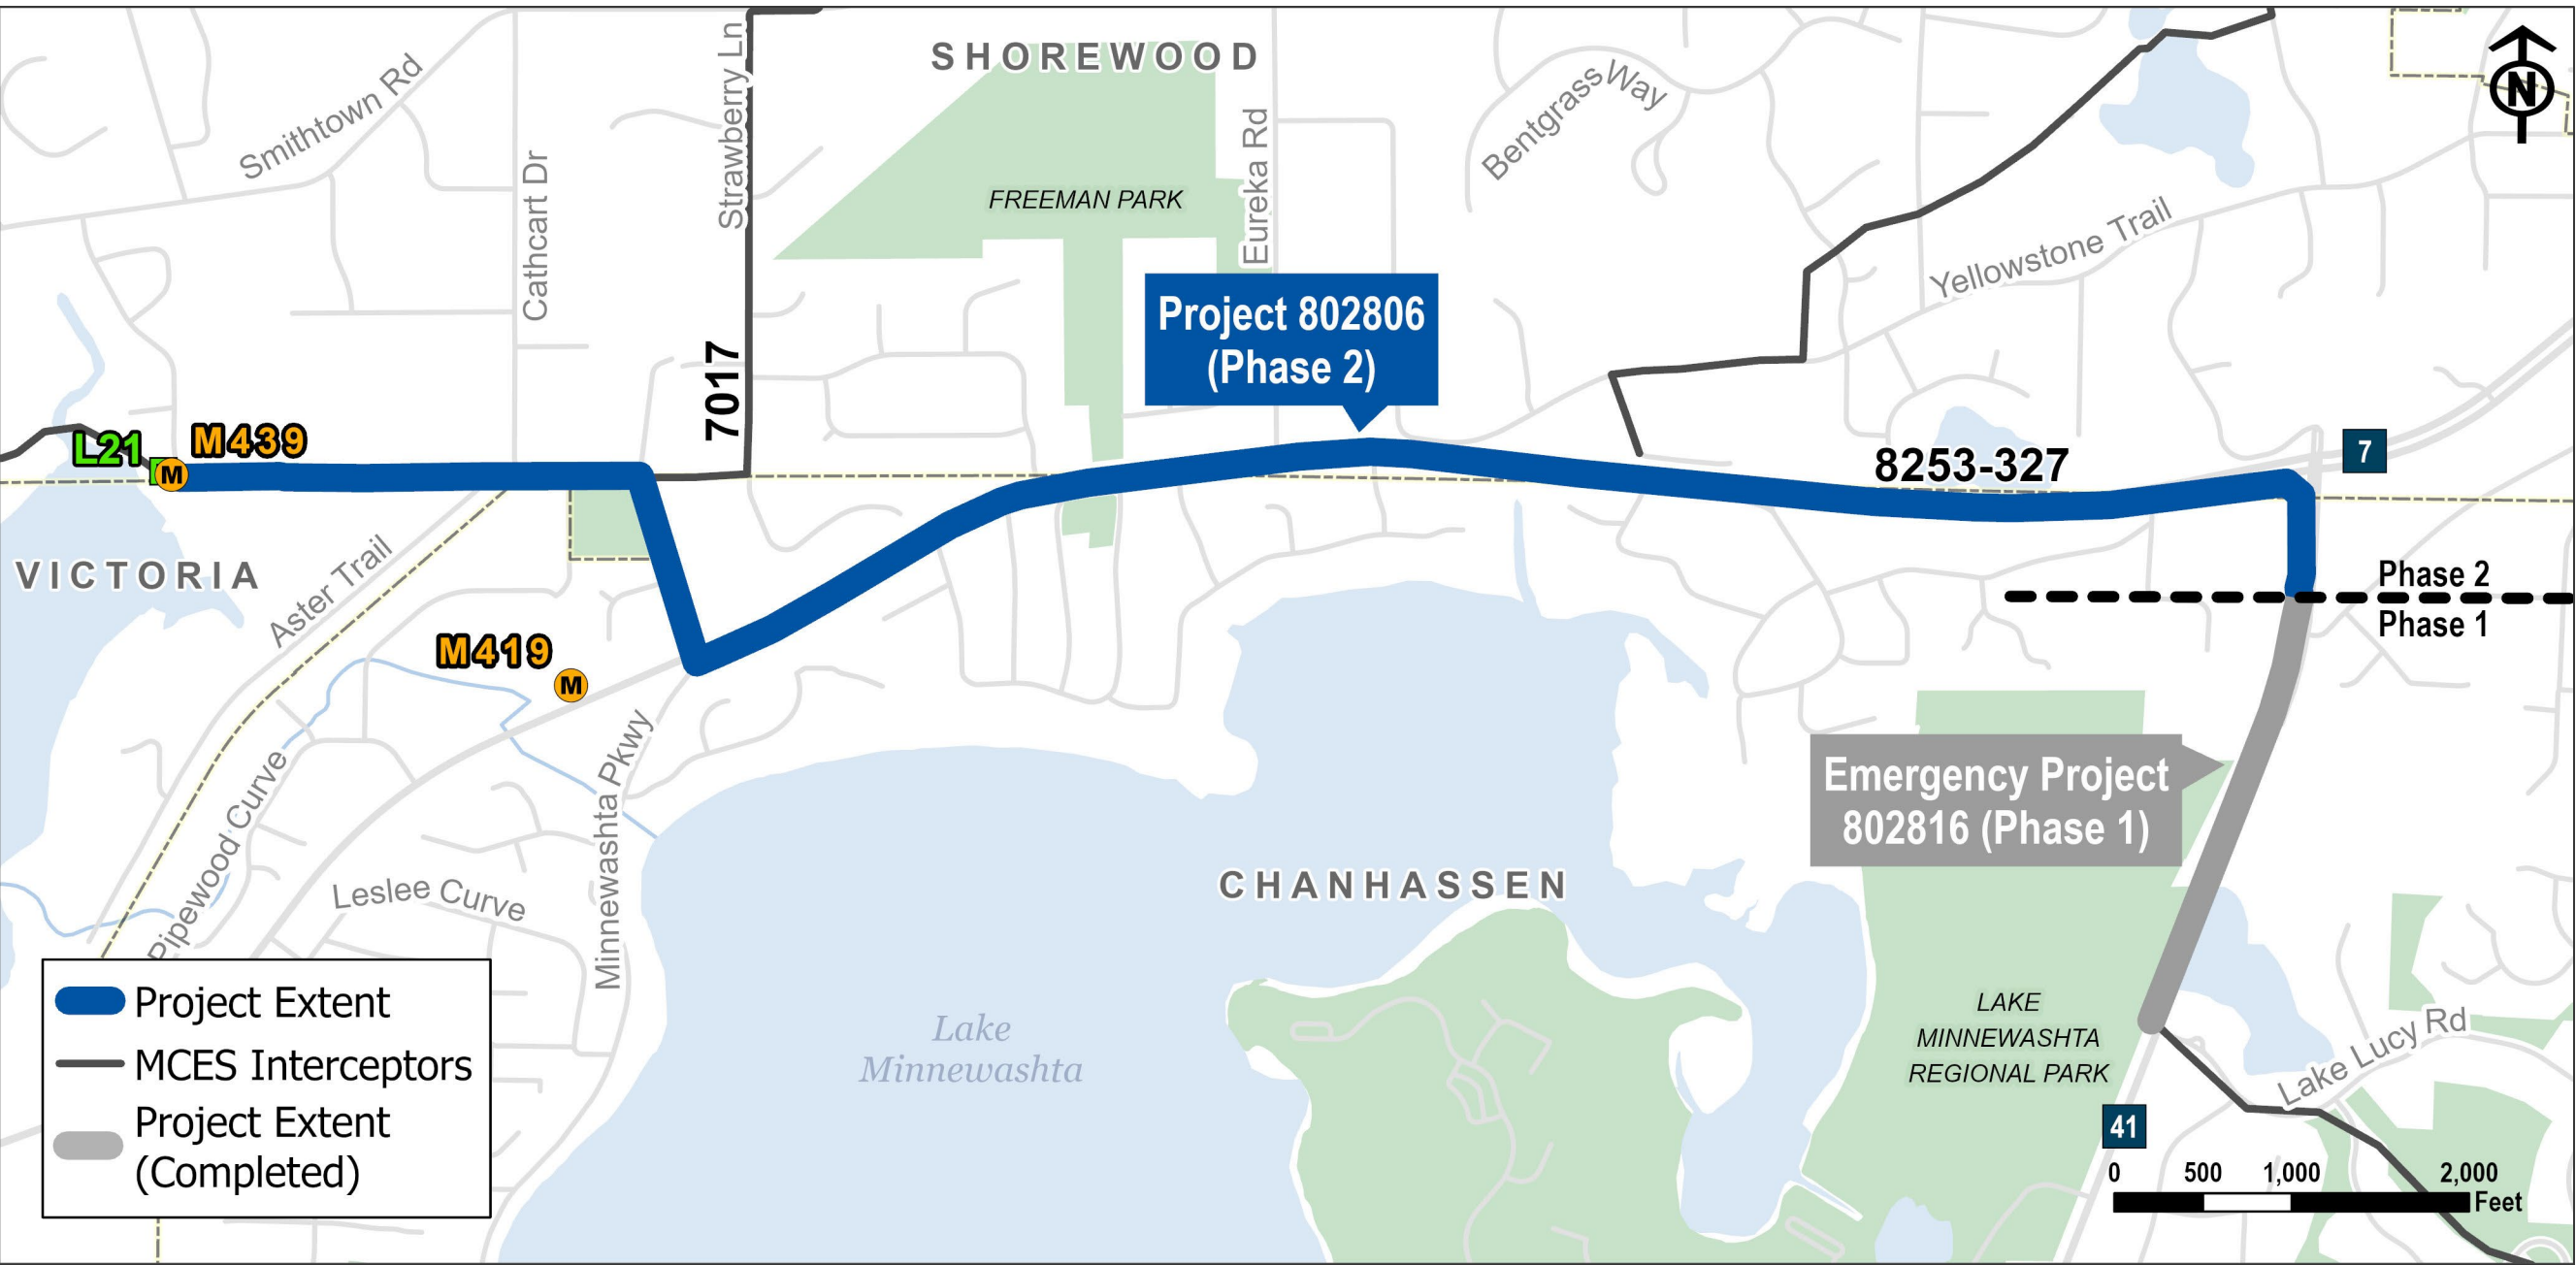 SHOREWOOD
N
Smithtown Rd
Strawberry Ln
Cathcart Dr
FREEMAN PARK
Eureka Rd
Bentgrass Way
Yellowstone Trail
Project 802806
(Phase 2)
7017
L21
M439
M
8253-327
7
VICTORIA
Aster Trail
Phase 2
Phase 1
M419
M
Minnewashta Pkwy
Pipewood Curve
Leslee Curve
Emergency Project
802816 (Phase 1)
CHANHASSEN
Lake
Minnewashta
LAKE
MINNEWASHTA
REGIONAL PARK
Lake Lucy Rd
41
0 500 1,000 2,000
Feet
Project Extent
MCES Interceptors
Project Extent
(Completed)